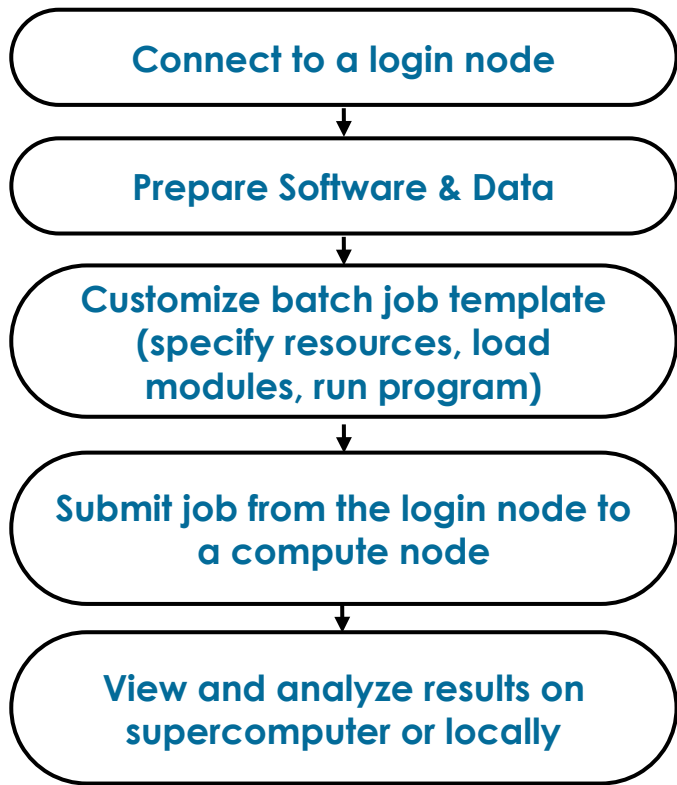 Connect to a login node
Prepare Software & Data
Customize batch job template
(specify resources, load
modules, run program)
Submit job from the login node to
a compute node
View and analyze results on
supercomputer or locally